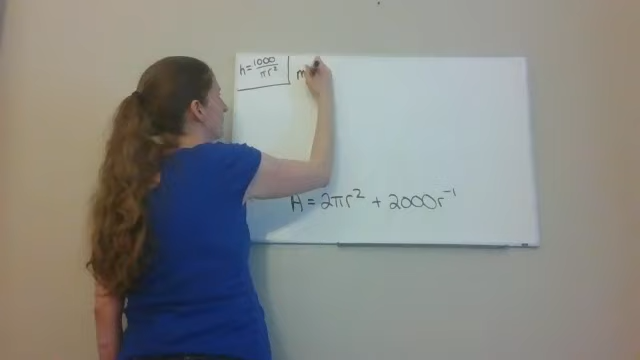 h = 1000/πr²
m
A = 2πr² + 2000r⁻¹